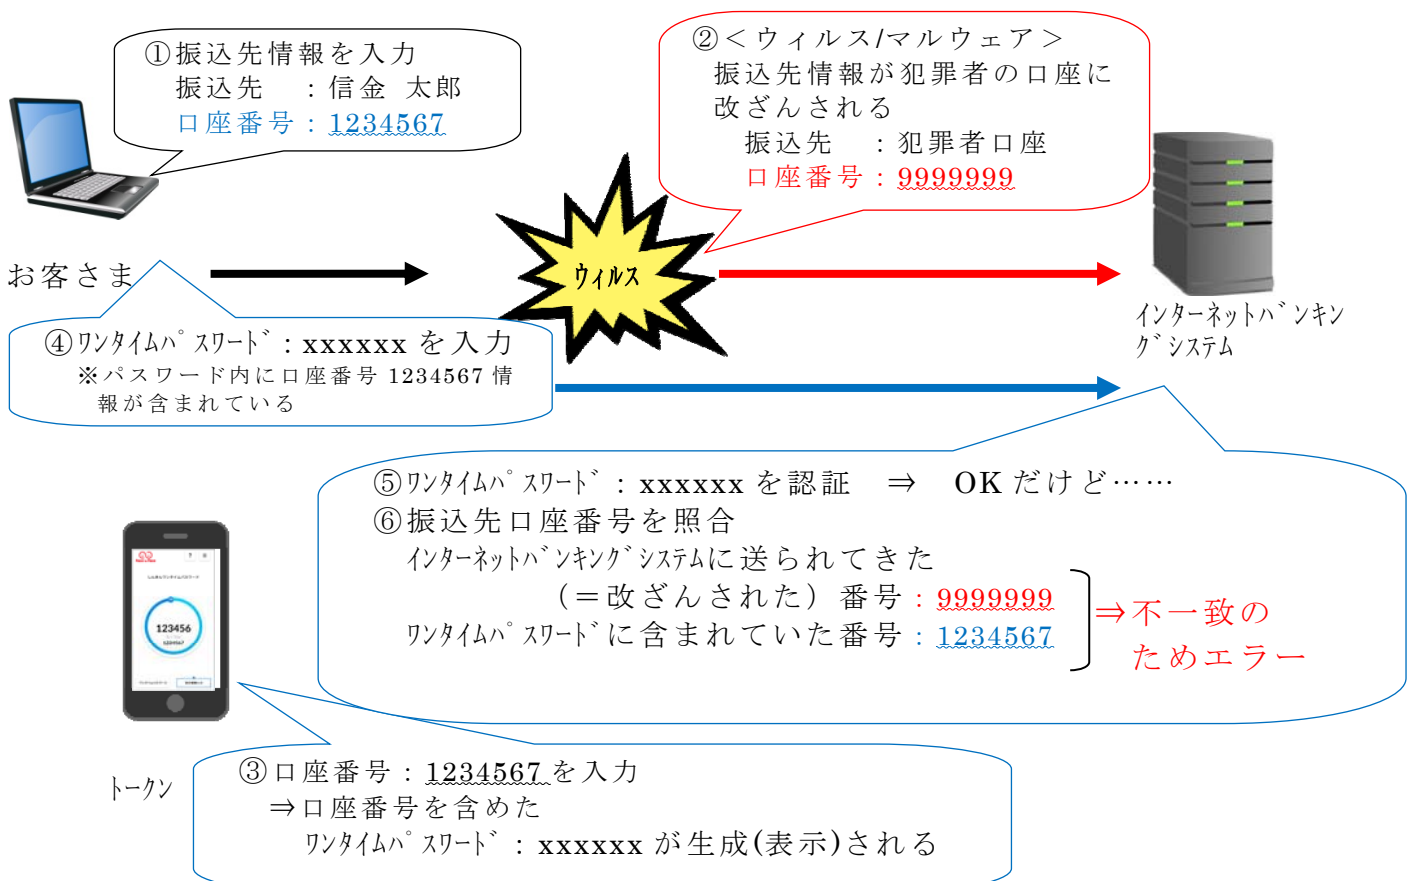 ①振込先情報を入力
振込先　：信金 太郎
口座番号：1234567
②＜ウィルス/マルウェア＞
振込先情報が犯罪者の口座に
改ざんされる
振込先　：犯罪者口座
口座番号：9999999
お客さま
ウィルス
インターネットバンキン
グシステム
④ワンタイムパスワード：xxxxxx を入力
※パスワード内に口座番号 1234567 情
報が含まれている
⑤ワンタイムパスワード：xxxxxx を認証　⇒　OK だけど……
⑥振込先口座番号を照合
インターネットバンキングシステムに送られてきた
（＝改ざんされた）番号：9999999
ワンタイムパスワードに含まれていた番号：1234567
⇒不一致の
ためエラー
123456
1234567
トークン
③口座番号：1234567 を入力
⇒口座番号を含めた
ワンタイムパスワード：xxxxxx が生成(表示)される